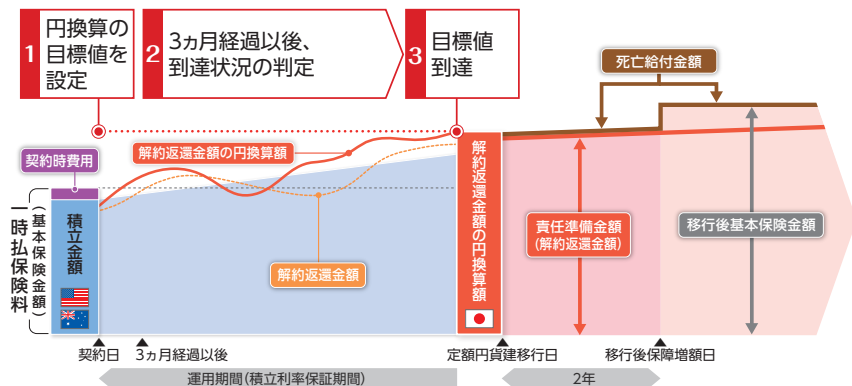 1
円換算の
目標値を
設定
2
3ヵ月経過以後、
到達状況の判定
3
目標値
到達
死亡給付金額
契約時費用
解約返還金額の円換算額
解約返還金額
積立金額
一時払保険料
(基本保険金額)
解約返還金額の円換算額
責任準備金額
(解約返還金額)
移行後基本保険金額
契約日
3ヵ月経過以後
定額円貨建移行日
移行後保障増額日
運用期間(積立利率保証期間)
2年